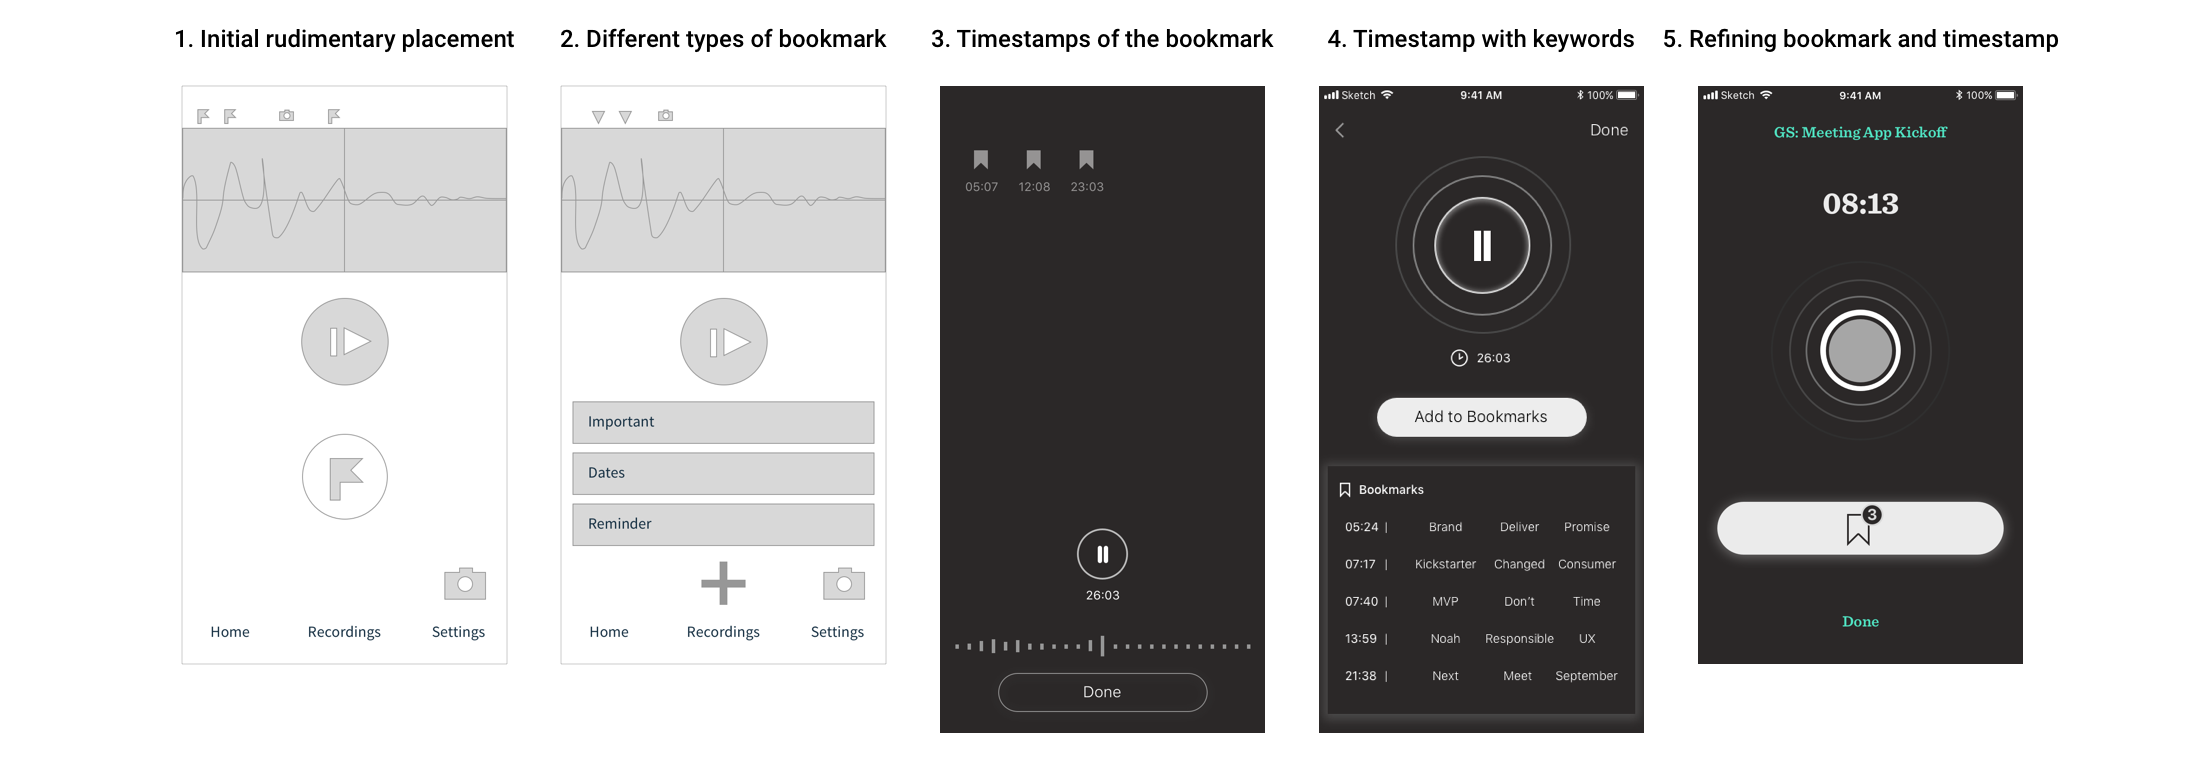 1. Initial rudimentary placement
Home Recordings Settings
2. Different types of bookmark
Important
Dates
Reminder
Home Recordings Settings
3. Timestamps of the bookmark
05:07 12:08 23:03
26:03
Done
4. Timestamp with keywords
Sketch 9:41 AM 100%
Done
26:03
Add to Bookmarks
Bookmarks
05:24 | Brand Deliver Promise
07:17 | Kickstarter Changed Consumer
07:40 | MVP Don't Time
13:59 | Noah Responsible UX
21:38 | Next Meet September
5. Refining bookmark and timestamp
Sketch 9:41 AM 100%
GS: Meeting App Kickoff
08:13
3
Done